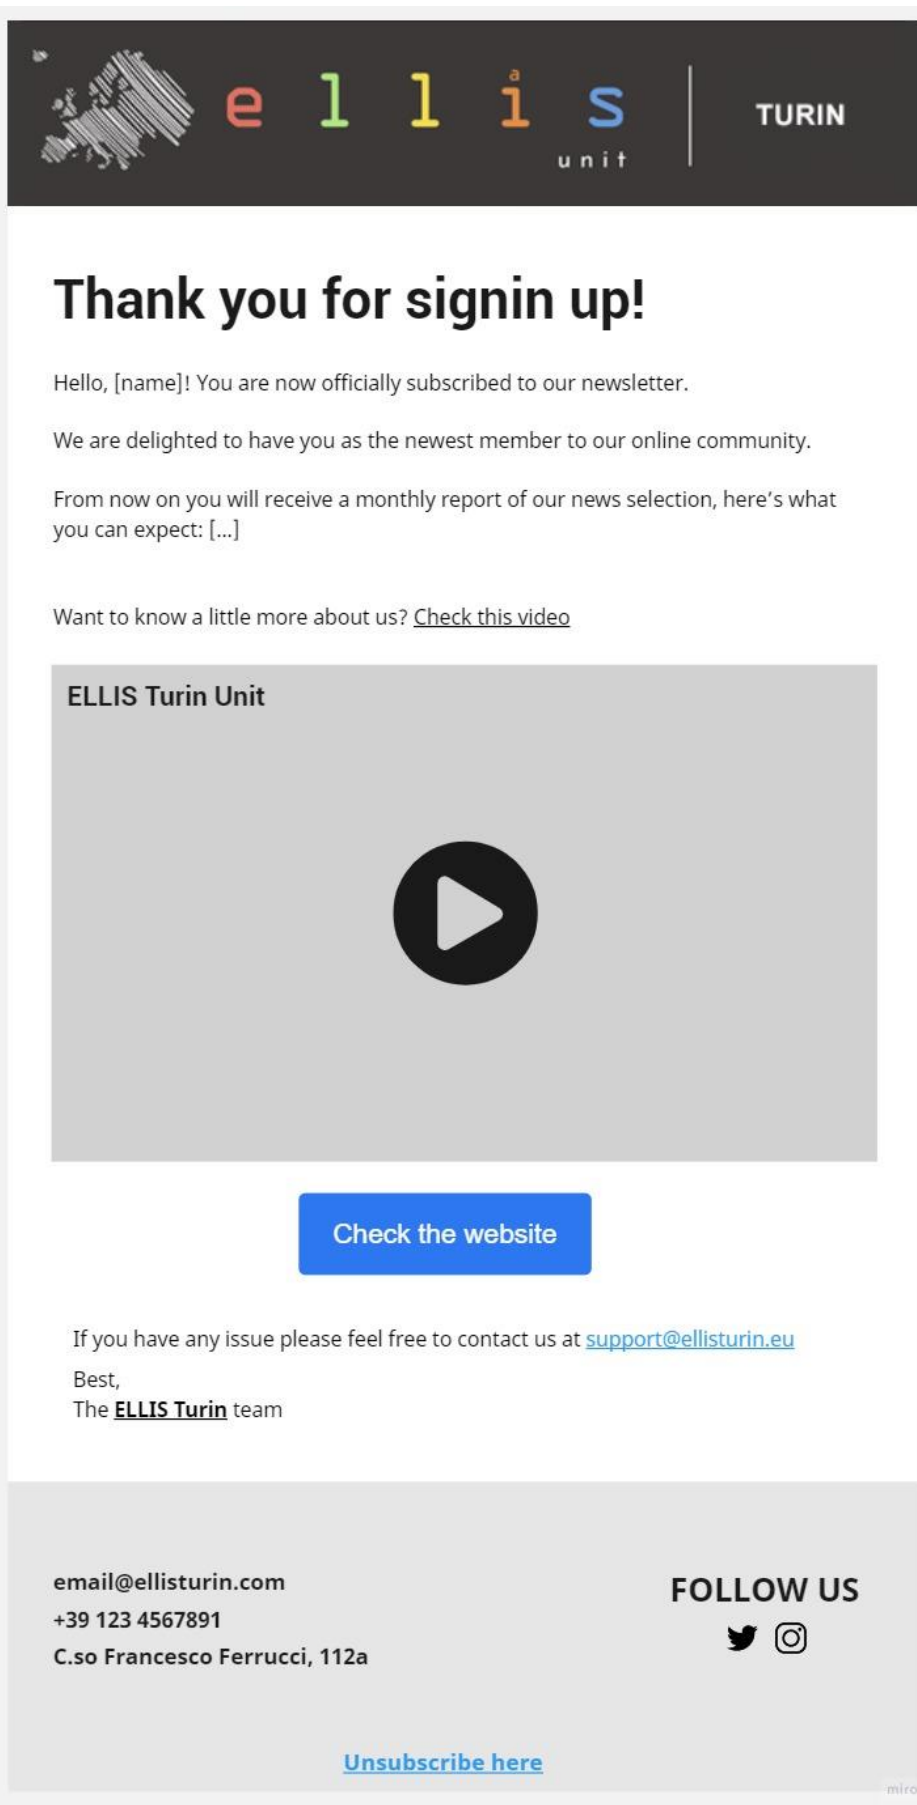 ellis
a
unit
TURIN
Thank you for signin up!
Hello, [name]! You are now officially subscribed to our newsletter.
We are delighted to have you as the newest member to our online community.
From now on you will receive a monthly report of our news selection, here's what
you can expect: [...]
Want to know a little more about us? Check this video
ELLIS Turin Unit
Check the website
If you have any issue please feel free to contact us at support@ellisturin.eu
Best,
The ELLIS Turin team
email@ellisturin.com
+39 123 4567891
C.so Francesco Ferrucci, 112a
FOLLOW US
Unsubscribe here
miro